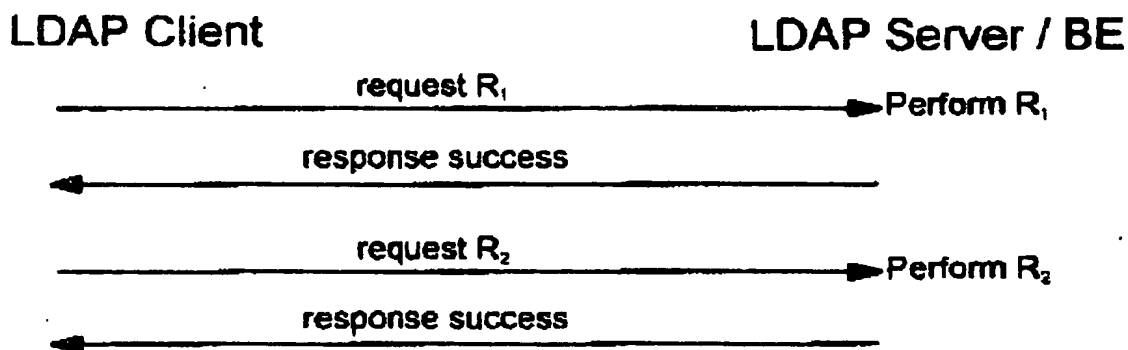 LDAP Client LDAP Server / BE
request R₁
Perform R₁
response success
request R₂
Perform R₂
response success